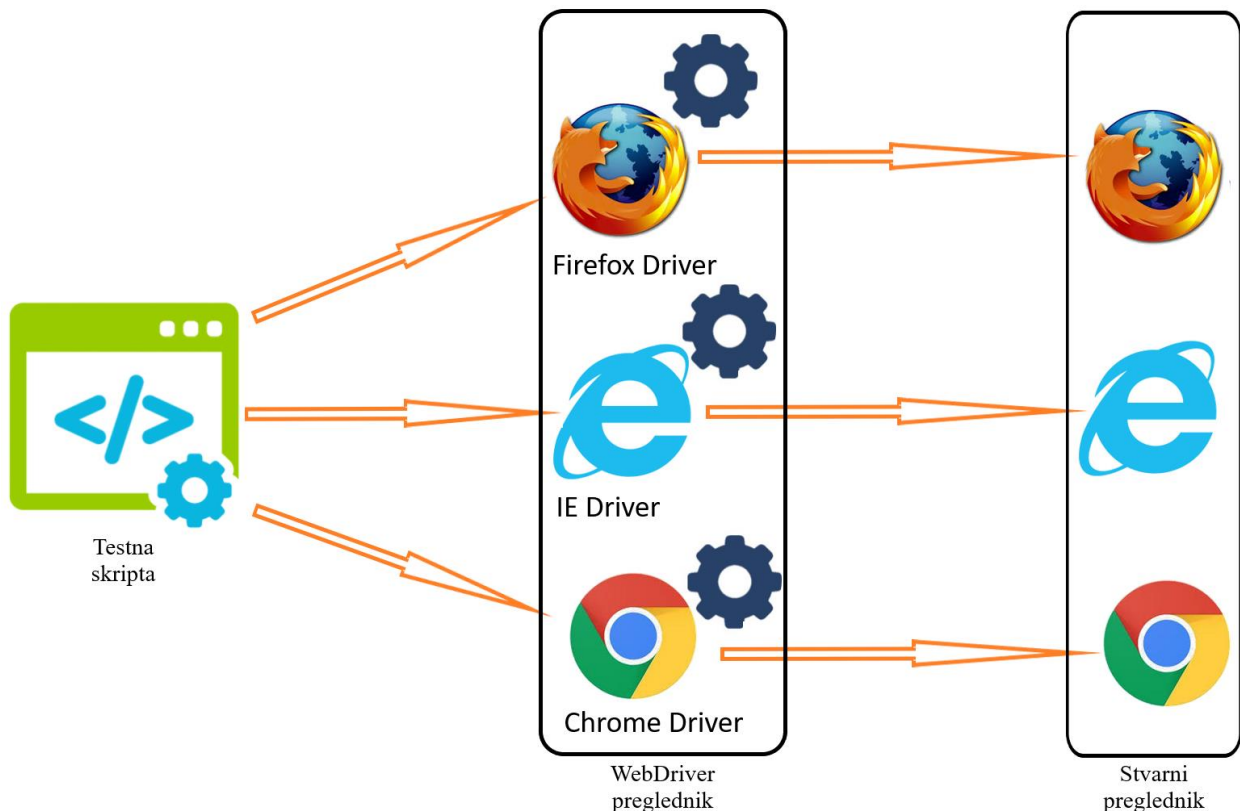 Firefox Driver
IE Driver
Testna
skripta
Chrome Driver
WebDriver
preglednik
Stvarni
preglednik